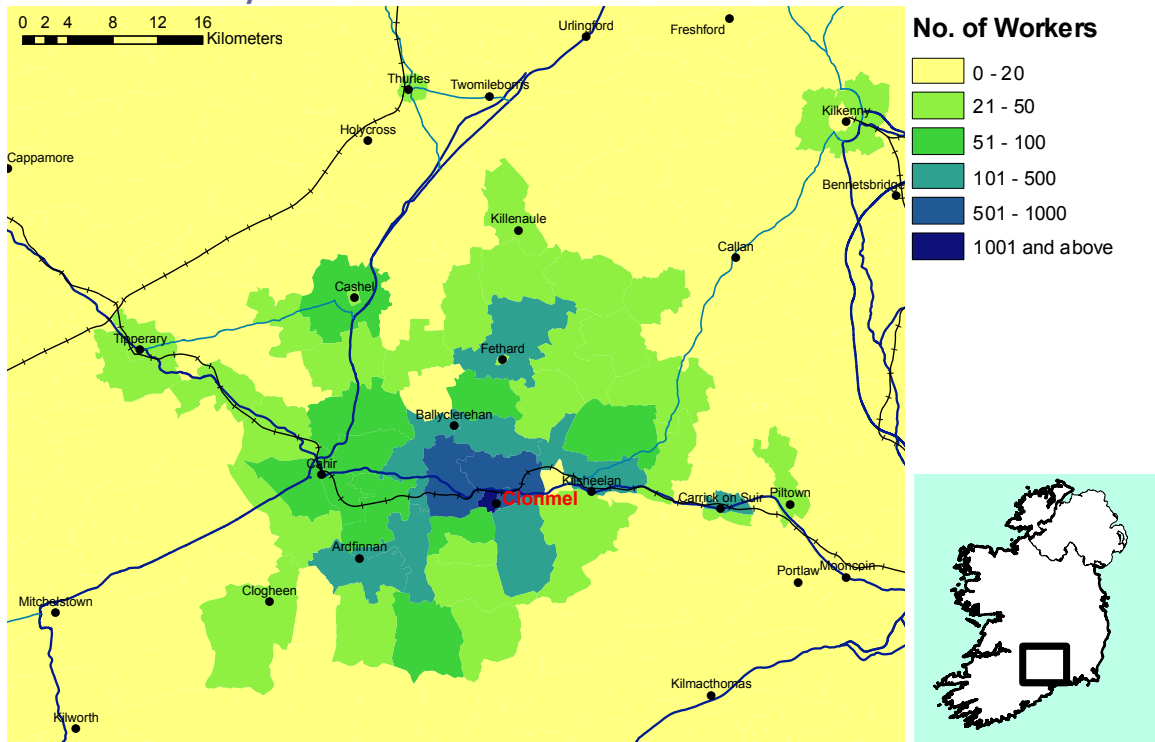 0 2 4 8 12 16
Kilometers
Urlingford
Freshford
Thurles
Twomileborris
Kilkenny
Holycross
Cappamore
Bennetsbridge
Killenaule
Callan
Cashel
Tipperary
Fethard
Ballyclerehan
Cahir
Kilsheelan
Clonmel
Carrick on Suir
Piltown
Ardfinnan
Portlaw
Mooncoin
Clogheen
Mitchelstown
Kilmacthomas
Kilworth
No. of Workers
0 - 20
21 - 50
51 - 100
101 - 500
501 - 1000
1001 and above